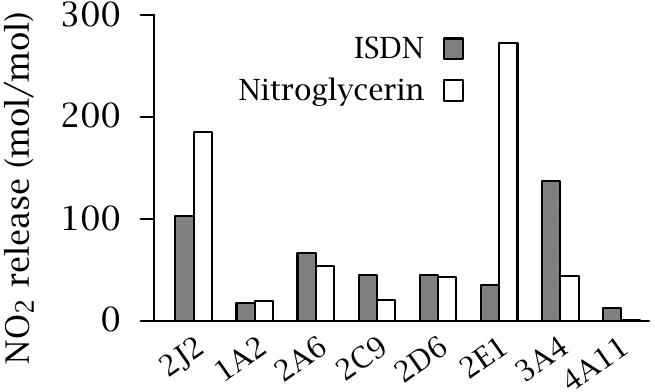 NO2 release (mol/mol)
300
200
100
0
ISDN
Nitroglycerin
2J2 1A2 2A6 2C9 2D6 2E1 3A4 4A11